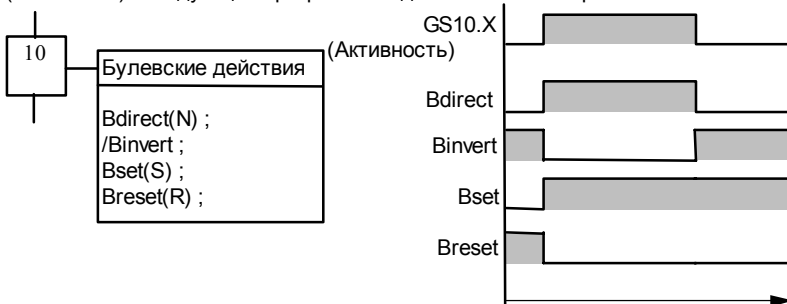 GS10.X
(Активность)
10
Булевские действия
Bdirect(N) ;
/Binvert ;
Bset(S) ;
Breset(R) ;
Bdirect
Binvert
Bset
Breset